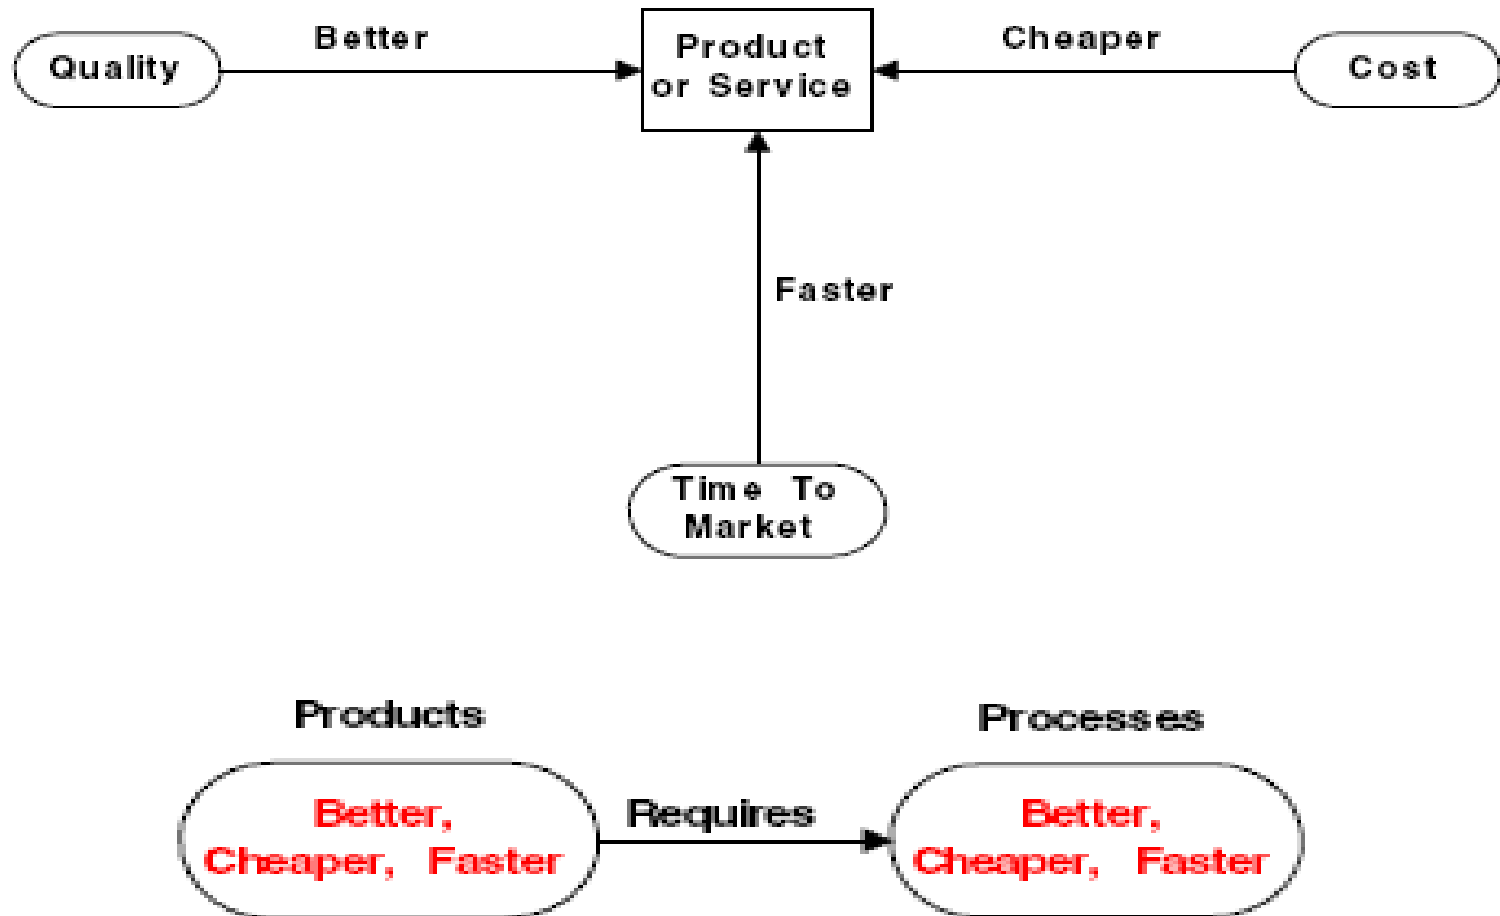 Better
Cheaper
Quality
Product
or Service
Cost
Faster
Time To
Market
Products
Processes
Better,
Cheaper, Faster
Requires
Better,
Cheaper, Faster